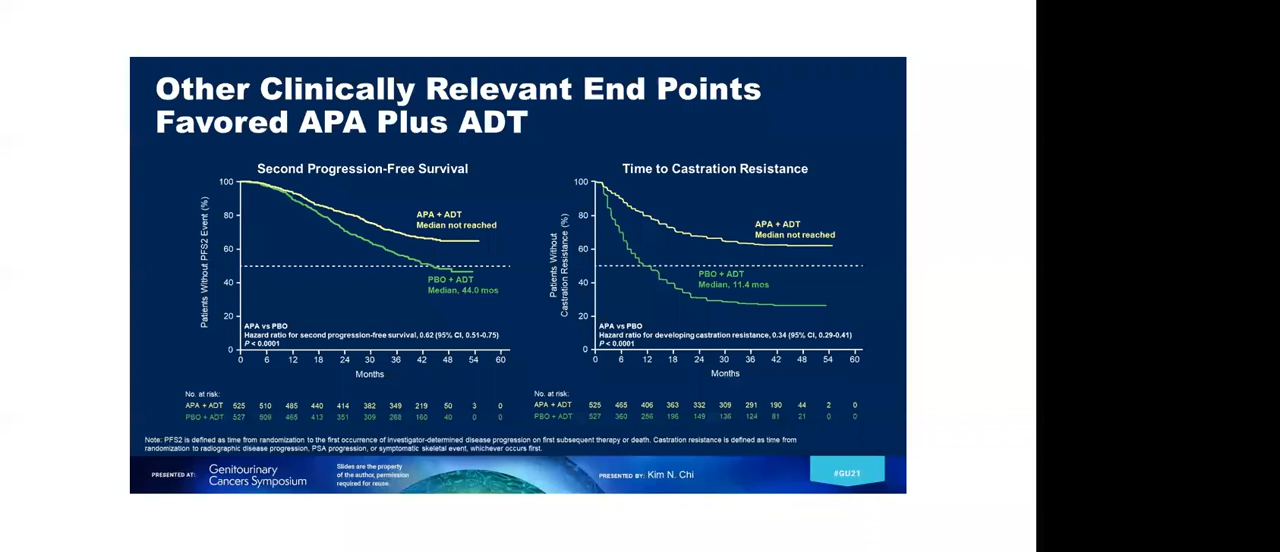 Other Clinically Relevant End Points
Favored APA Plus ADT
Second Progression-Free Survival
Patients Without PFS2 Event (%)
100
80
60
40
20
0
APA + ADT
Median not reached
PBO + ADT
Median, 44.0 mos
APA vs PBO
Hazard ratio for second progression-free survival, 0.62 (95% CI, 0.51-0.75)
P < 0.0001
0 6 12 18 24 30 36 42 48 54 60
Months
No. at risk:
APA + ADT 525 510 485 440 414 382 349 219 50 3 0
PBO + ADT 527 509 465 413 351 309 268 160 40 0 0
Time to Castration Resistance
Patients Without
Castration Resistance (%)
100
80
60
40
20
0
APA + ADT
Median not reached
PBO + ADT
Median, 11.4 mos
APA vs PBO
Hazard ratio for developing castration resistance, 0.34 (95% CI, 0.29-0.41)
P < 0.0001
0 6 12 18 24 30 36 42 48 54 60
Months
No. at risk:
APA + ADT 525 465 406 363 332 309 291 190 44 2 0
PBO + ADT 527 360 256 195 149 136 124 81 21 0 0
Note: PFS2 is defined as time from randomization to the first occurrence of investigator-determined disease progression on first subsequent therapy or death. Castration resistance is defined as time from
randomization to radiographic disease progression, PSA progression, or symptomatic skeletal event, whichever occurs first.
PRESENTED AT:
Genitourinary
Cancers Symposium
Slides are the property
of the author, permission
required for reuse.
PRESENTED BY: Kim N. Chi
#GU21